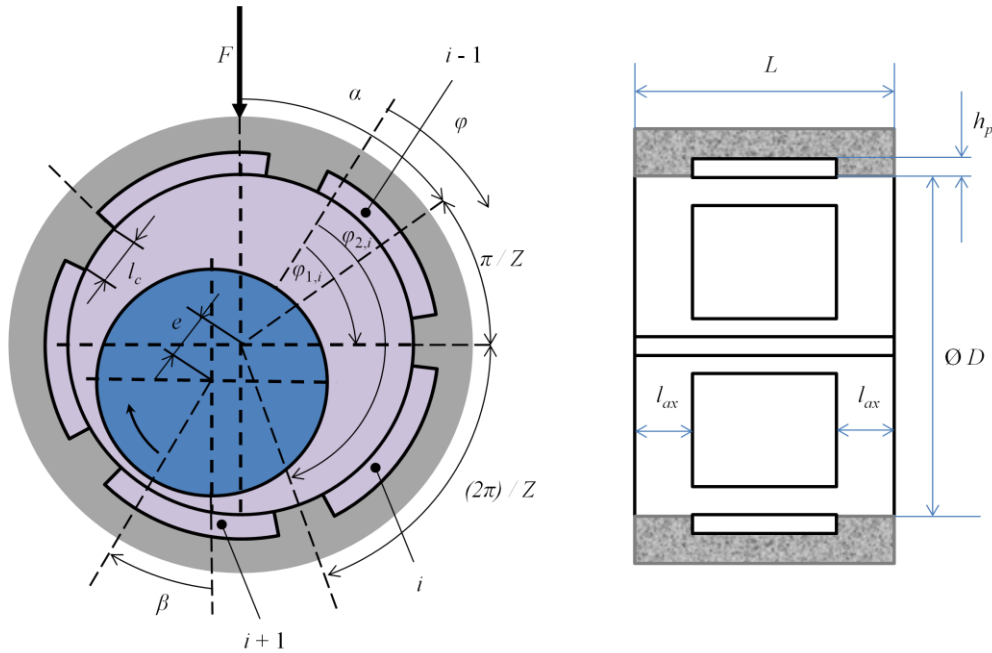 F
i - 1
α
φ
φ2,i
φ1,i
π / Z
lc
e
(2π) / Z
β
i
i + 1
L
hp
Ø D
lax
lax